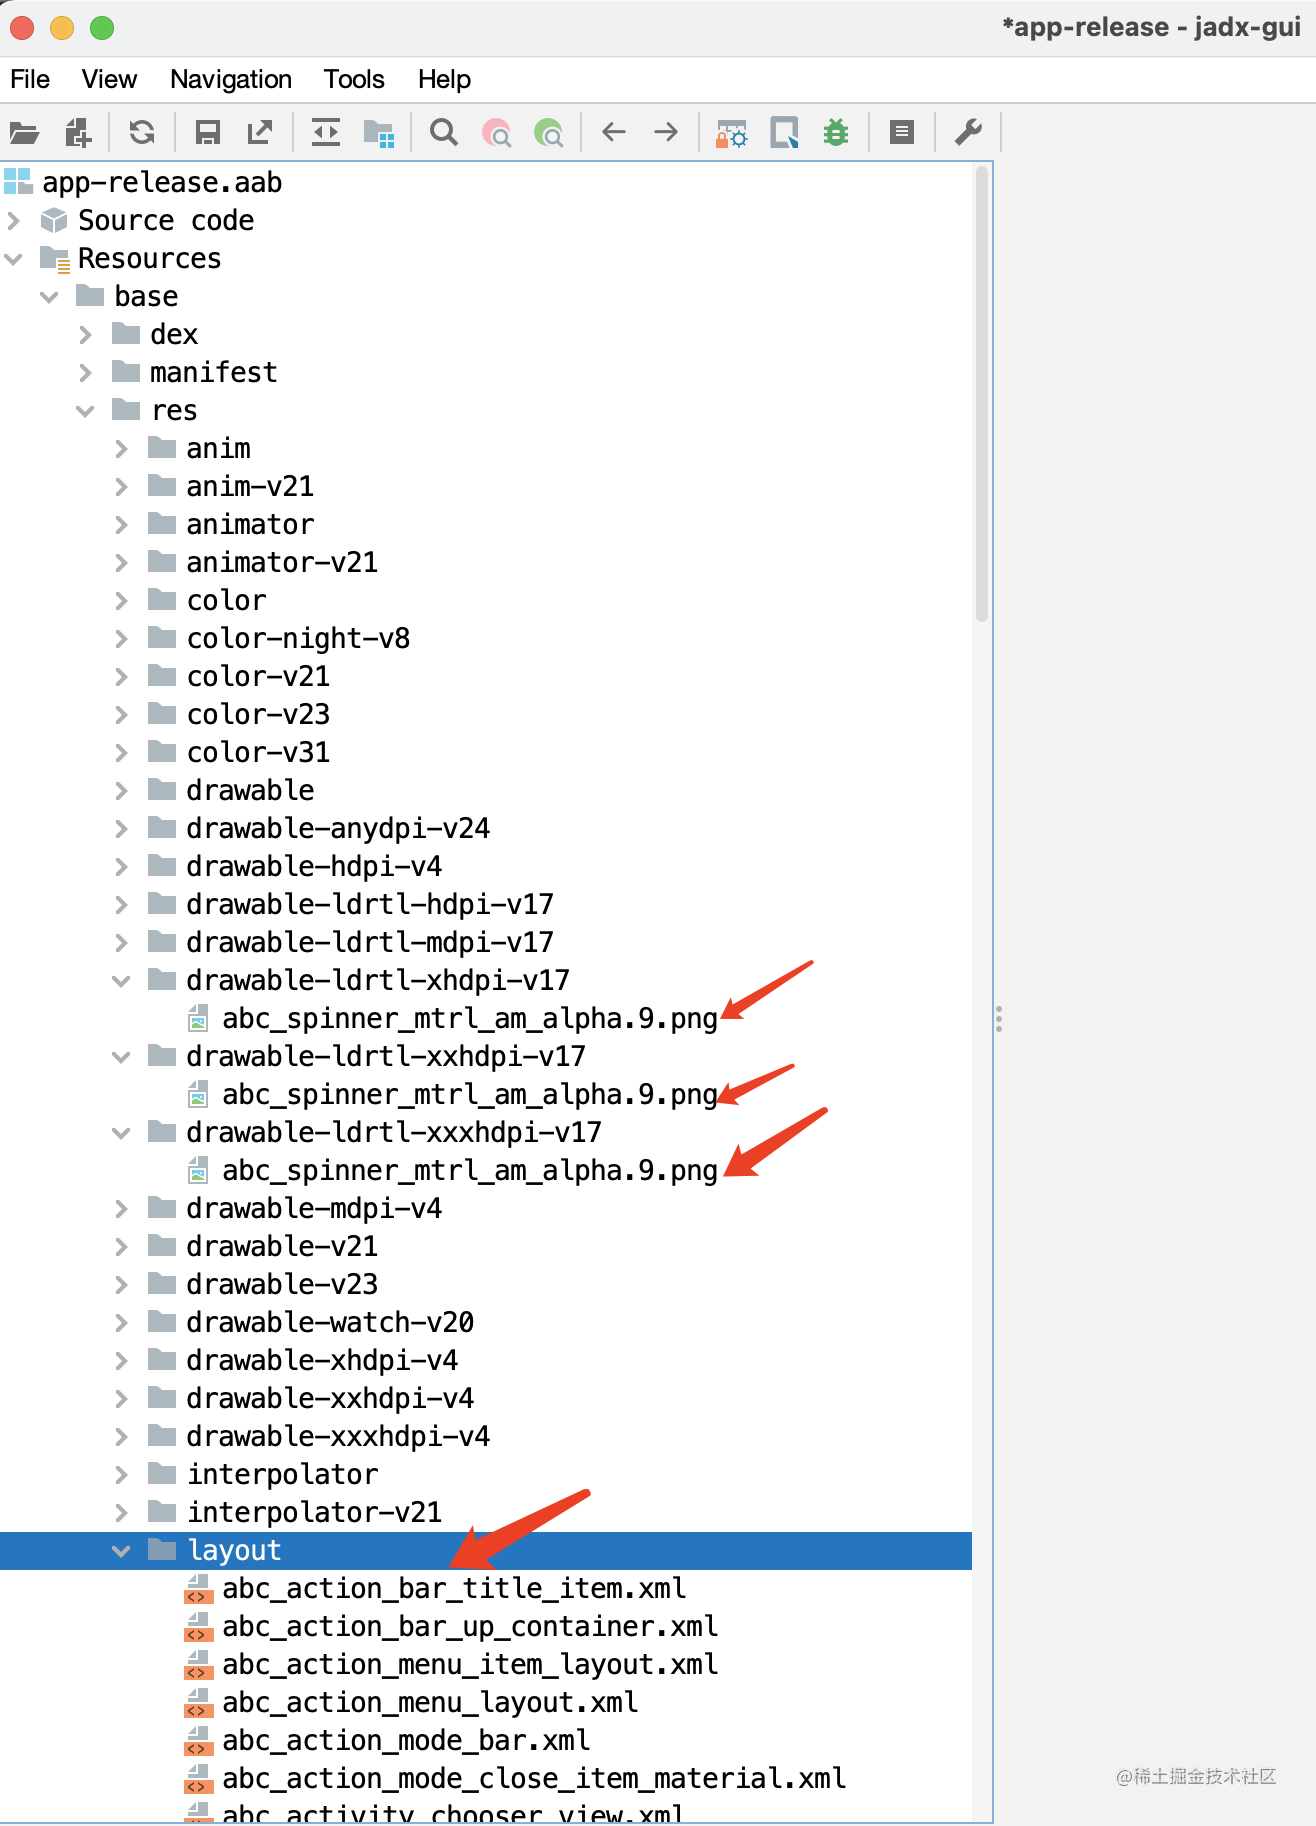 *app-release - jadx-gui
File View Navigation Tools Help
app-release.aab
Source code
Resources
base
dex
manifest
res
anim
anim-v21
animator
animator-v21
color
color-night-v8
color-v21
color-v23
color-v31
drawable
drawable-anydpi-v24
drawable-hdpi-v4
drawable-ldrtl-hdpi-v17
drawable-ldrtl-mdpi-v17
drawable-ldrtl-xhdpi-v17
abc_spinner_mtrl_am_alpha.9.png
drawable-ldrtl-xxhdpi-v17
abc_spinner_mtrl_am_alpha.9.png
drawable-ldrtl-xxxhdpi-v17
abc_spinner_mtrl_am_alpha.9.png
drawable-mdpi-v4
drawable-v21
drawable-v23
drawable-watch-v20
drawable-xhdpi-v4
drawable-xxhdpi-v4
drawable-xxxhdpi-v4
interpolator
interpolator-v21
layout
abc_action_bar_title_item.xml
abc_action_bar_up_container.xml
abc_action_menu_item_layout.xml
abc_action_menu_layout.xml
abc_action_mode_bar.xml
abc_action_mode_close_item_material.xml
abc_activity_chooser_view.xml
@稀土掘金技术社区